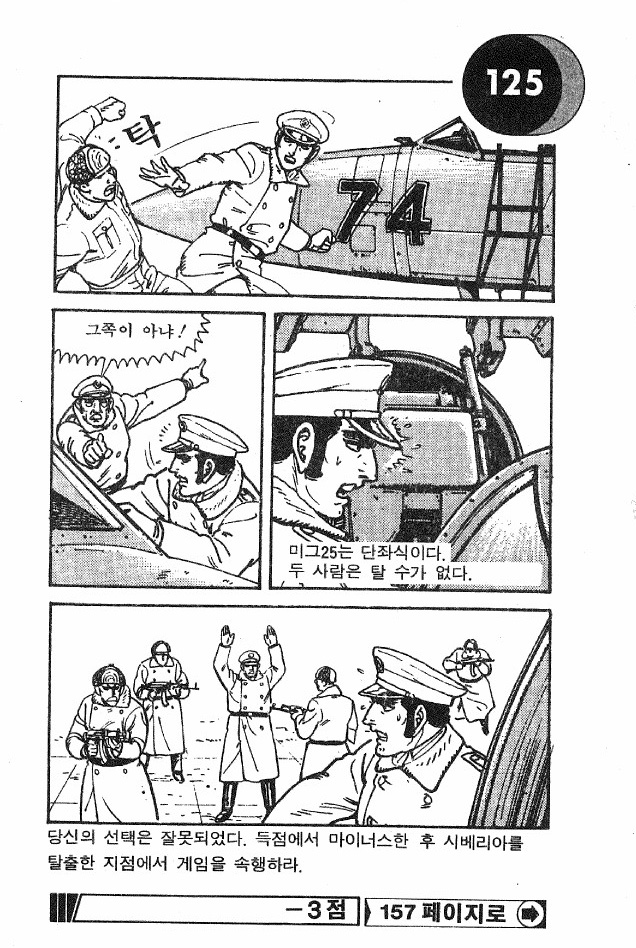 125
탁
74
그쪽이 아냐!
미그25는 단좌식이다.
두 사람은 탈 수가 없다.
당신의 선택은 잘못되었다. 득점에서 마이너스한 후 시베리아를
탈출한 지점에서 게임을 속행하라.
－3점
157 페이지로